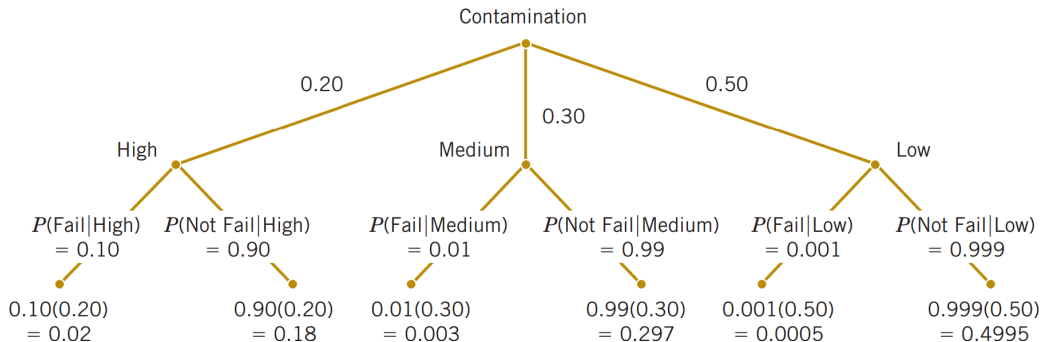 Contamination
0.20
0.50
0.30
High
Medium
Low
P(Fail|High)
= 0.10
P(Not Fail|High)
= 0.90
P(Fail|Medium)
= 0.01
P(Not Fail|Medium)
= 0.99
P(Fail|Low)
= 0.001
P(Not Fail|Low)
= 0.999
0.10(0.20)
= 0.02
0.90(0.20)
= 0.18
0.01(0.30)
= 0.003
0.99(0.30)
= 0.297
0.001(0.50)
= 0.0005
0.999(0.50)
= 0.4995